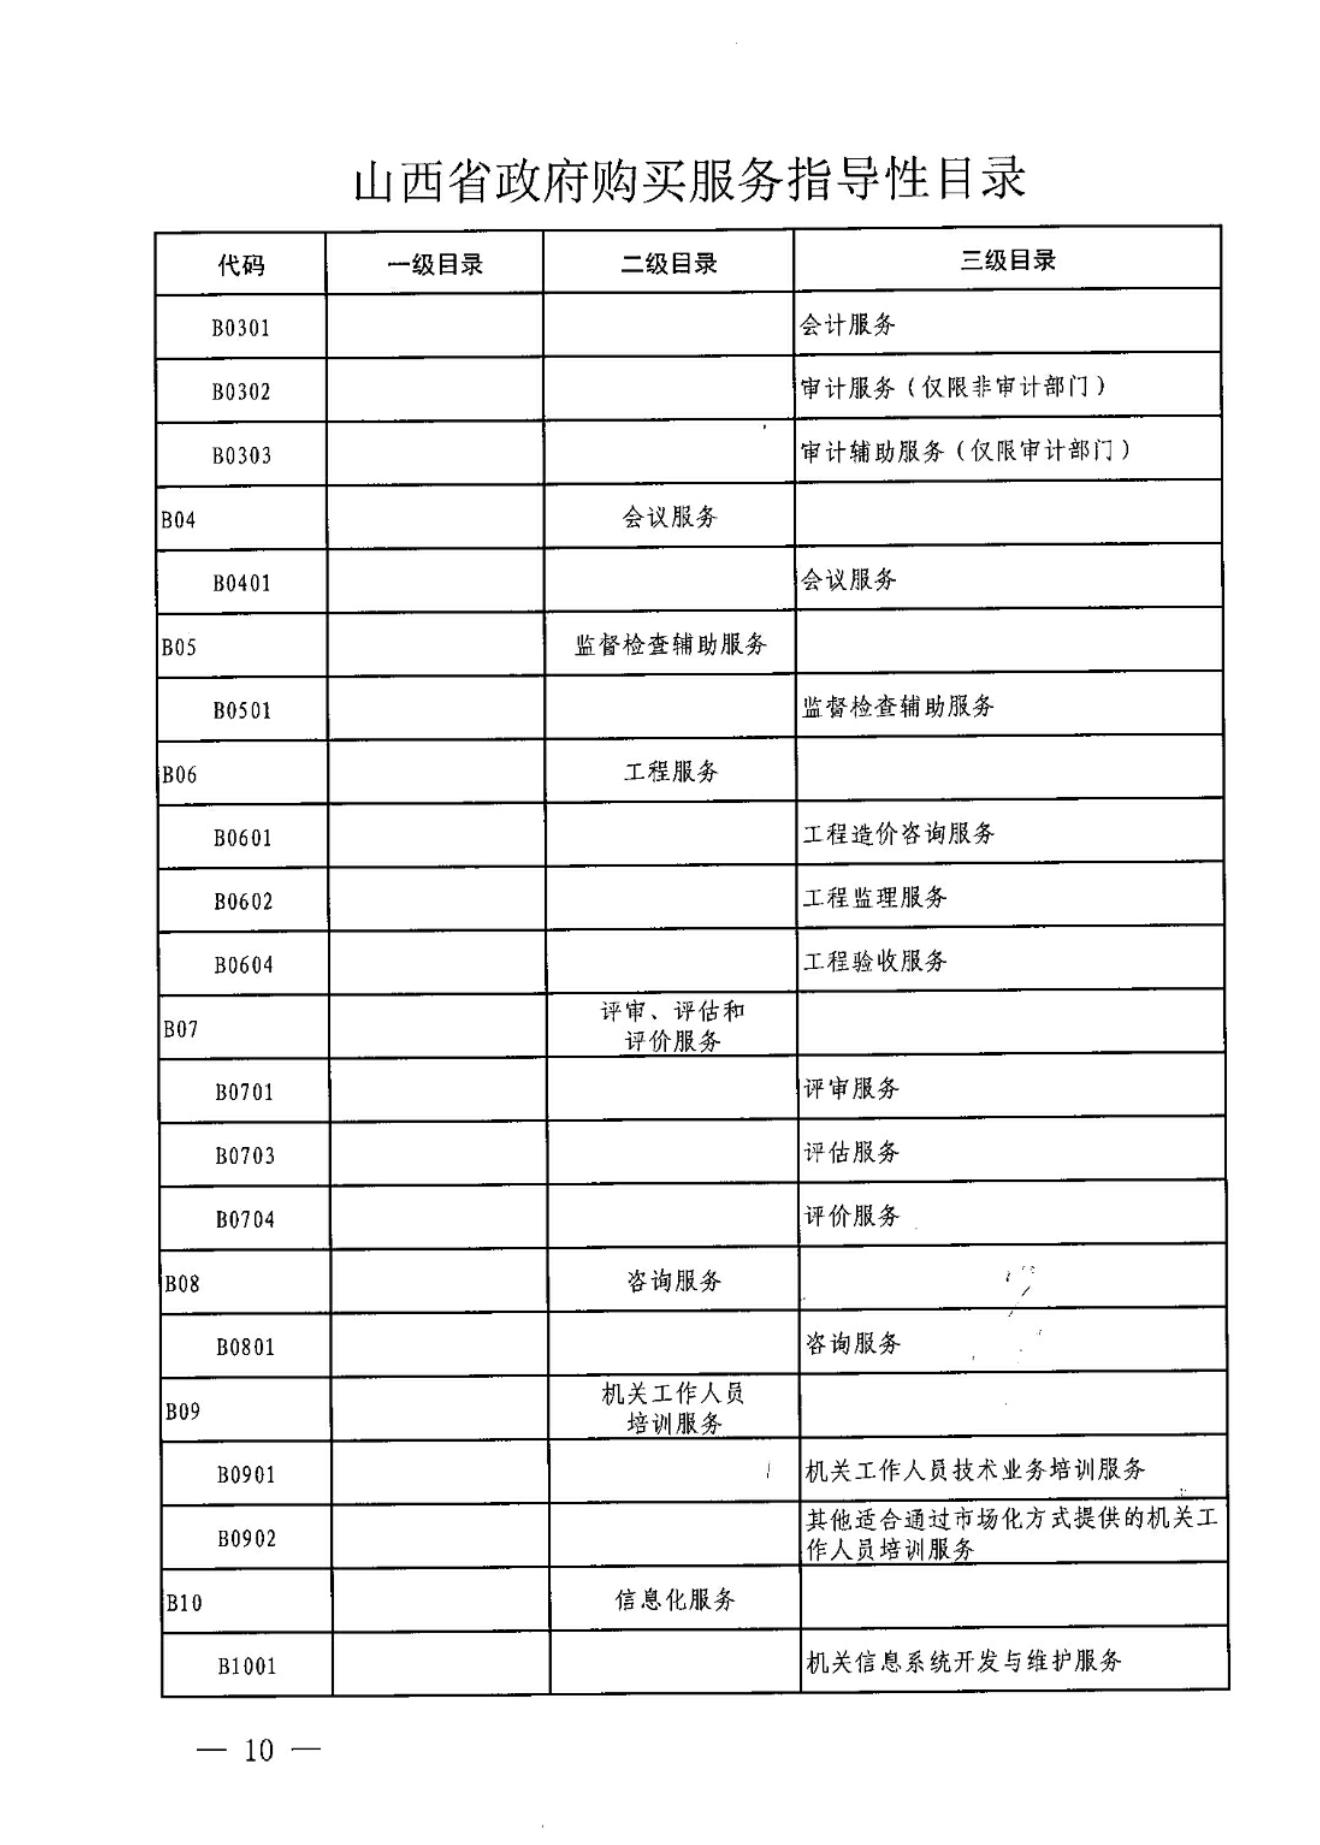 山西省政府购买服务指导性目录
代码 一级目录 二级目录 三级目录
B0301 会计服务
B0302 审计服务（仅限非审计部门）
B0303 审计辅助服务（仅限审计部门）
B04 会议服务
B0401 会议服务
B05 监督检查辅助服务
B0501 监督检查辅助服务
B06 工程服务
B0601 工程造价咨询服务
B0602 工程监理服务
B0604 工程验收服务
B07 评审、评估和
评价服务
B0701 评审服务
B0703 评估服务
B0704 评价服务
B08 咨询服务
B0801 咨询服务
B09 机关工作人员
培训服务
B0901 机关工作人员技术业务培训服务
B0902 其他适合通过市场化方式提供的机关工
作人员培训服务
B10 信息化服务
B1001 机关信息系统开发与维护服务
— 10 —